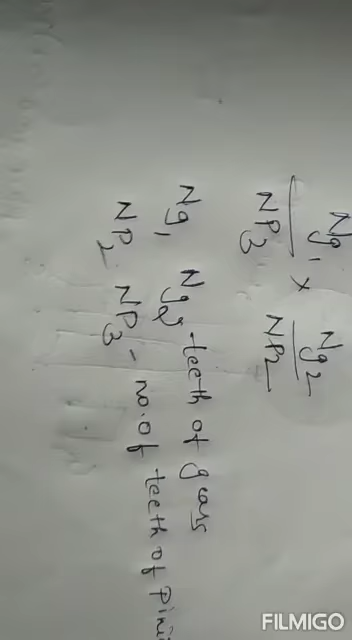 Ng1/NP3 × Ng2/NP2
Ng1 Ng2 - teeth of gears
NP2 NP3 - no. of teeth of
FILMIGO